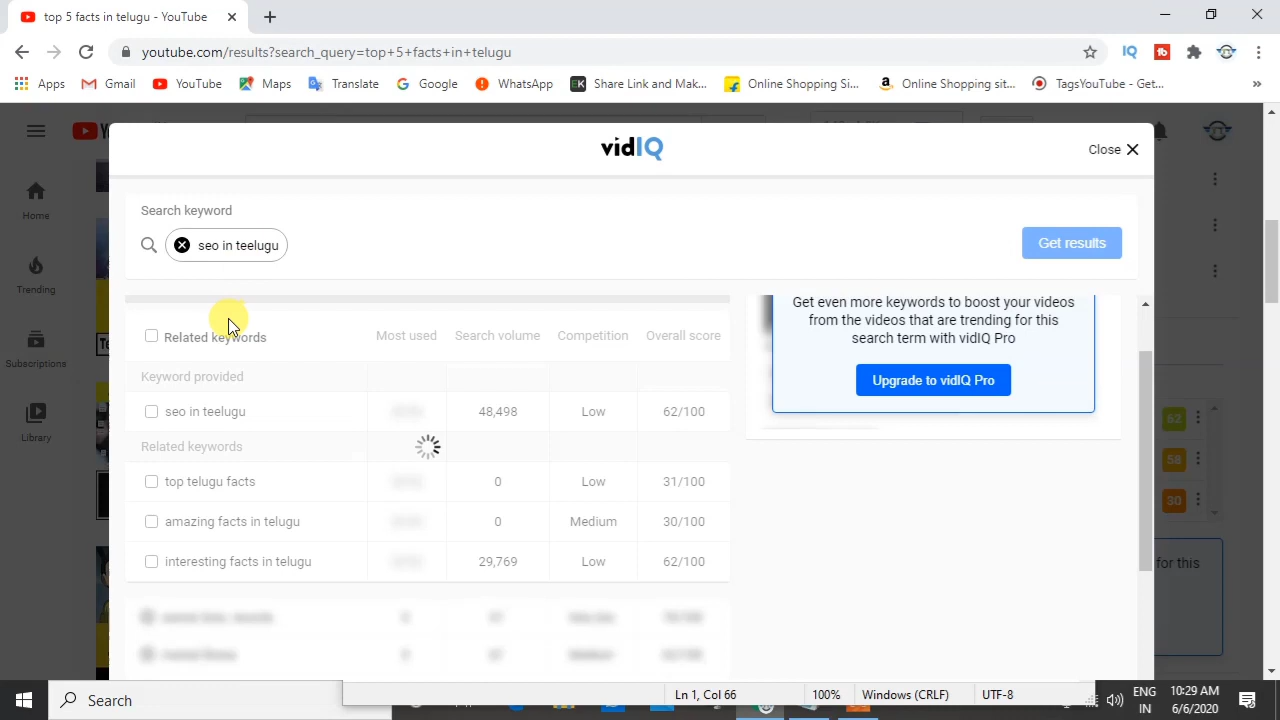 top 5 facts in telugu - YouTube
youtube.com/results?search_query=top+5+facts+in+telugu
Apps Gmail YouTube Maps Translate Google WhatsApp Share Link and Mak... Online Shopping Si... Online Shopping sit... TagsYouTube - Get...
vidIQ
Close
Search keyword
seo in teelugu
Get results
Home
Trending
Subscriptions
Library
Get even more keywords to boost your videos
from the videos that are trending for this
search term with vidIQ Pro
Upgrade to vidIQ Pro
Related keywords Most used Search volume Competition Overall score
Keyword provided
seo in teelugu 48,498 Low 62/100
Related keywords
top telugu facts 0 Low 31/100
amazing facts in telugu 0 Medium 30/100
interesting facts in telugu 29,769 Low 62/100
62
58
30
for this
Ln 1, Col 66 100% Windows (CRLF) UTF-8
Search
ENG
IN
10:29 AM
6/6/2020